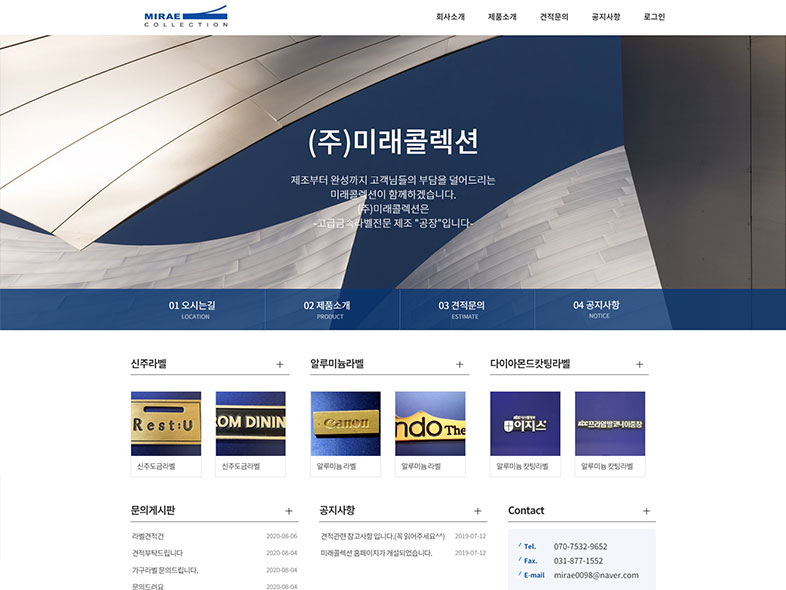 MIRAE
COLLECTION
회사소개 제품소개 견적문의 공지사항 로그인
(주)미래콜렉션
제조부터 완성까지 고객님들의 부담을 덜어드리는
미래콜렉션이 함께하겠습니다.
(주)미래콜렉션은
-고급금속라벨전문 제조 "공장"입니다-
01 오시는길 02 제품소개 03 견적문의 04 공지사항
LOCATION PRODUCT ESTIMATE NOTICE
신주라벨 + 알루미늄라벨 + 다이아몬드캇팅라벨 +
Rest:U OM DININ Canon ndo The 이지스 프라임발코니이중창
신주도금라벨 신주도금라벨 알루미늄 라벨 알루미늄 라벨 알루미늄 캇팅라벨 알루미늄 캇팅라벨
문의게시판 + 공지사항 + Contact +
라벨견적건 2020-08-06 견적관련 참고사항 입니다.(꼭 읽어주세요^^) 2019-07-12
견적부탁드립니다 2020-08-04 미래콜렉션 홈페이지가 개설되었습니다. 2019-07-12
가구라벨 문의드립니다. 2020-08-04
문의드려요 2020-08-04
Tel. 070-7532-9652
Fax. 031-877-1552
E-mail mirae0098@naver.com